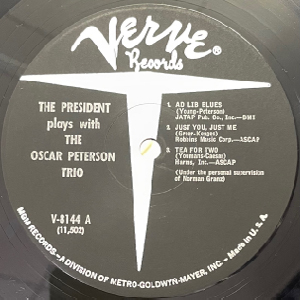 Verve®
Records
THE PRESIDENT
plays with
THE
OSCAR PETERSON
TRIO
V-8144 A
(11,502)
1. AD LIB BLUES
(Young-Peterson)
JATAP Pub. Co., Inc.—BMI
2. JUST YOU, JUST ME
(Greer-Klages)
Robbins Music Corp.—ASCAP
3. TEA FOR TWO
(Youmans-Caesar)
Harms, Inc.—ASCAP
(Under the personal supervision
of Norman Granz)
MGM RECORDS—A DIVISION OF METRO-GOLDWYN-MAYER, INC.—Made in U.S.A.